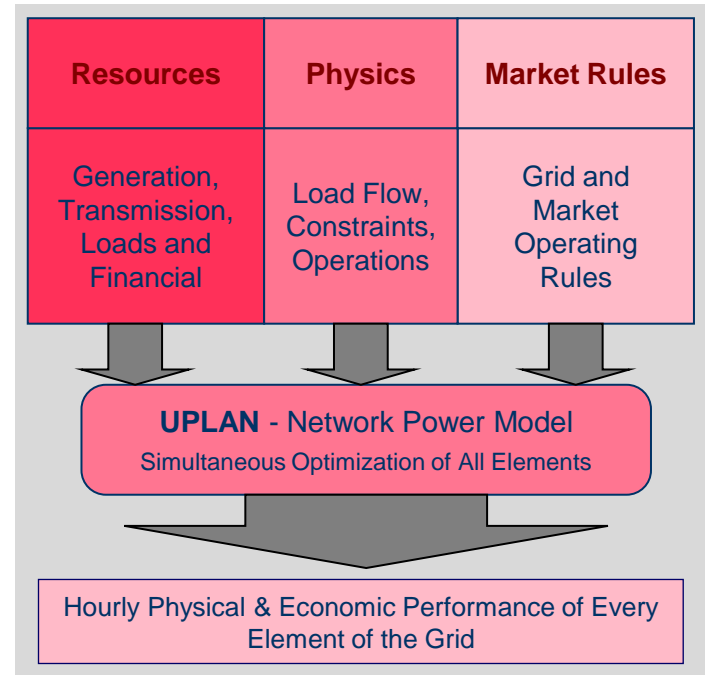 Resources
Physics
Market Rules
Generation,
Transmission,
Loads and
Financial
Load Flow,
Constraints,
Operations
Grid and
Market
Operating
Rules
UPLAN - Network Power Model
Simultaneous Optimization of All Elements
Hourly Physical & Economic Performance of Every
Element of the Grid